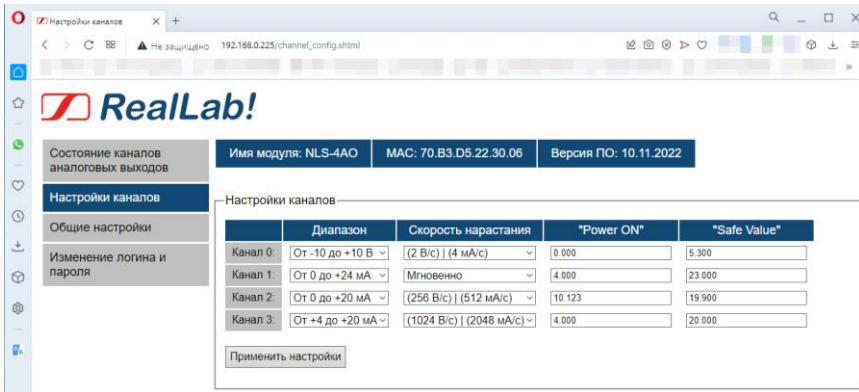 Настройки каналов
Не защищено 192.168.0.225/channel_config.shtml
RealLab!
Состояние каналов аналоговых выходов
Настройки каналов
Общие настройки
Изменение логина и пароля
Имя модуля: NLS-4AO MAC: 70.B3.D5.22.30.06 Версия ПО: 10.11.2022
Настройки каналов
Диапазон Скорость нарастания "Power ON" "Safe Value"
Канал 0: От -10 до +10 В (2 В/с) | (4 мА/с) 0.000 5.300
Канал 1: От 0 до +24 мА Мгновенно 4.000 23.000
Канал 2: От 0 до +20 мА (256 В/с) | (512 мА/с) 10.123 19.900
Канал 3: От +4 до +20 мА (1024 В/с) | (2048 мА/с) 4.000 20.000
Применить настройки